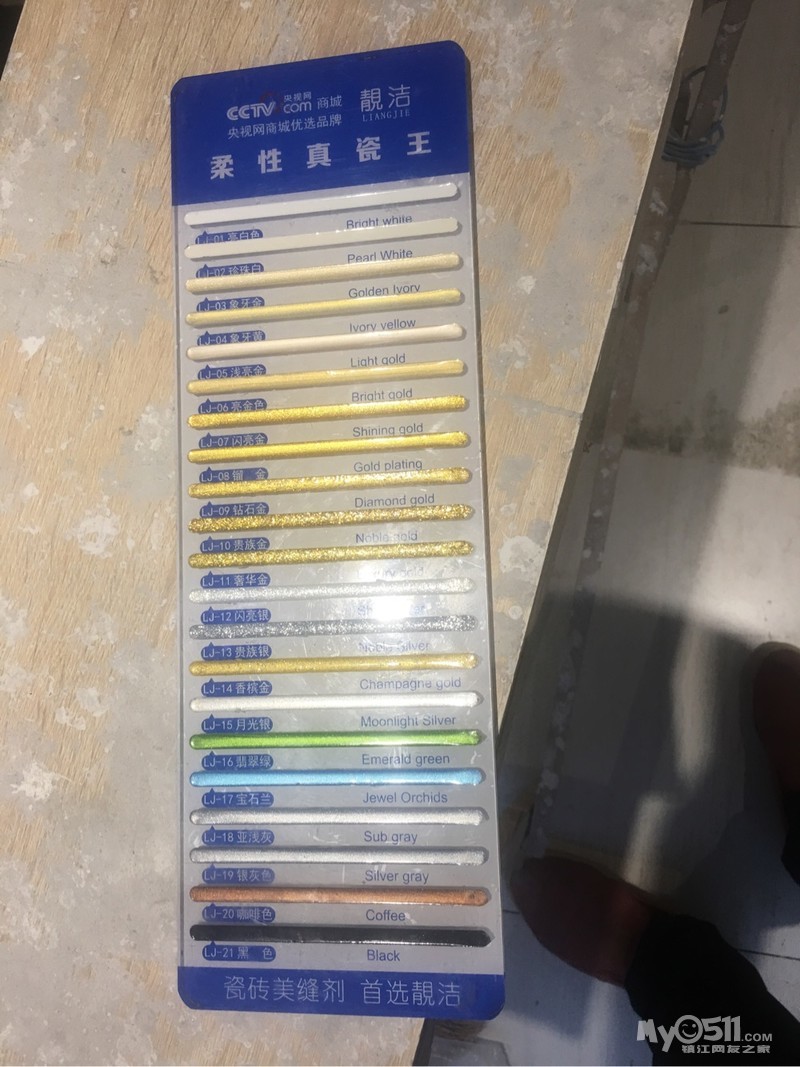 CCTV 央视网 .com 商城 靓洁
LIANGJIE
央视网商城优选品牌
柔性真瓷王
Bright white
LJ-01 亮白色
Pearl White
LJ-02 珍珠白
Golden Ivory
LJ-03 象牙金
Ivory yellow
LJ-04 象牙黄
Light gold
LJ-05 浅亮金
Bright gold
LJ-06 亮金色
Shining gold
LJ-07 闪亮金
Gold plating
LJ-08 镏 金
Diamond gold
LJ-09 钻石金
Noble gold
LJ-10 贵族金
gold
LJ-11 奢华金
LJ-12 闪亮银
Noble Silver
LJ-13 贵族银
Champagne gold
LJ-14 香槟金
Moonlight Silver
LJ-15 月光银
Emerald green
LJ-16 翡翠绿
Jewel Orchids
LJ-17 宝石兰
Sub gray
LJ-18 亚浅灰
Silver gray
LJ-19 银灰色
Coffee
LJ-20 咖啡色
Black
LJ-21 黑 色
瓷砖美缝剂 首选靓洁
My0511.COM
镇江网友之家